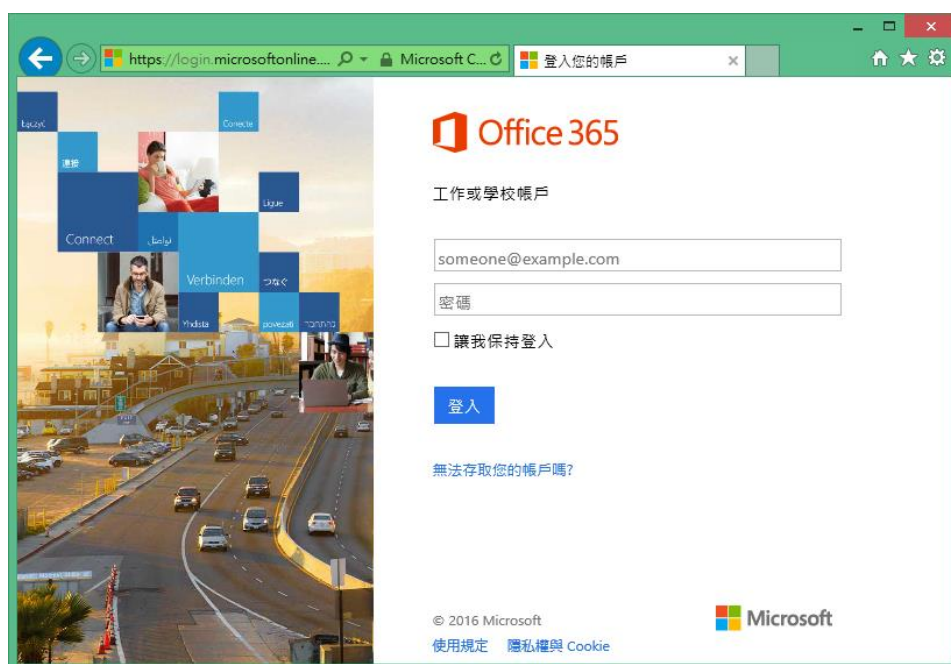 https://login.microsoftonline....
Microsoft C...
登入您的帳戶
Łączyć
Conecte
連接
Ligue
Connect
تواصل
Verbinden
つなぐ
Yhdistä
povezati
התחבר
Office 365
工作或學校帳戶
someone@example.com
密碼
讓我保持登入
登入
無法存取您的帳戶嗎?
© 2016 Microsoft
Microsoft
使用規定 隱私權與 Cookie